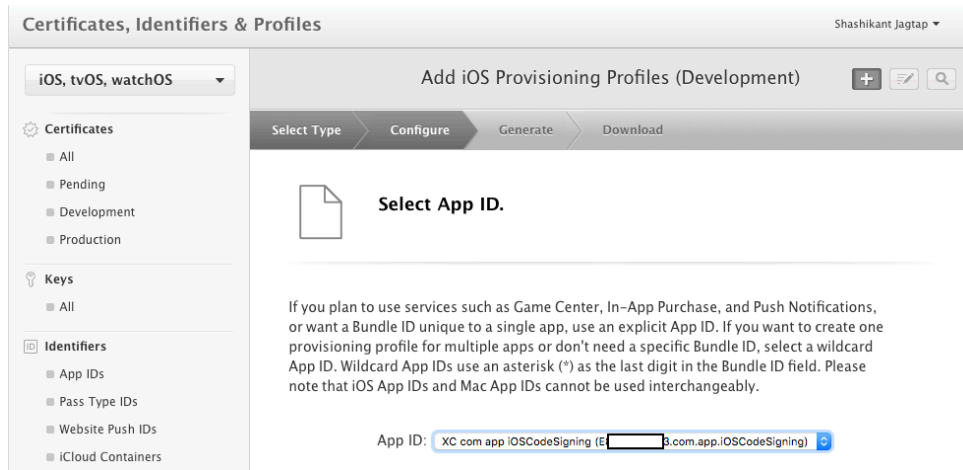 Certificates, Identifiers & Profiles
Shashikant Jagtap
iOS, tvOS, watchOS
Add iOS Provisioning Profiles (Development)
Select Type
Configure
Generate
Download
Certificates
All
Pending
Development
Production
Keys
All
ID Identifiers
App IDs
Pass Type IDs
Website Push IDs
iCloud Containers
Select App ID.
If you plan to use services such as Game Center, In-App Purchase, and Push Notifications,
or want a Bundle ID unique to a single app, use an explicit App ID. If you want to create one
provisioning profile for multiple apps or don't need a specific Bundle ID, select a wildcard
App ID. Wildcard App IDs use an asterisk (*) as the last digit in the Bundle ID field. Please
note that iOS App IDs and Mac App IDs cannot be used interchangeably.
App ID: XC com app iOSCodeSigning (E 3.com.app.iOSCodeSigning)